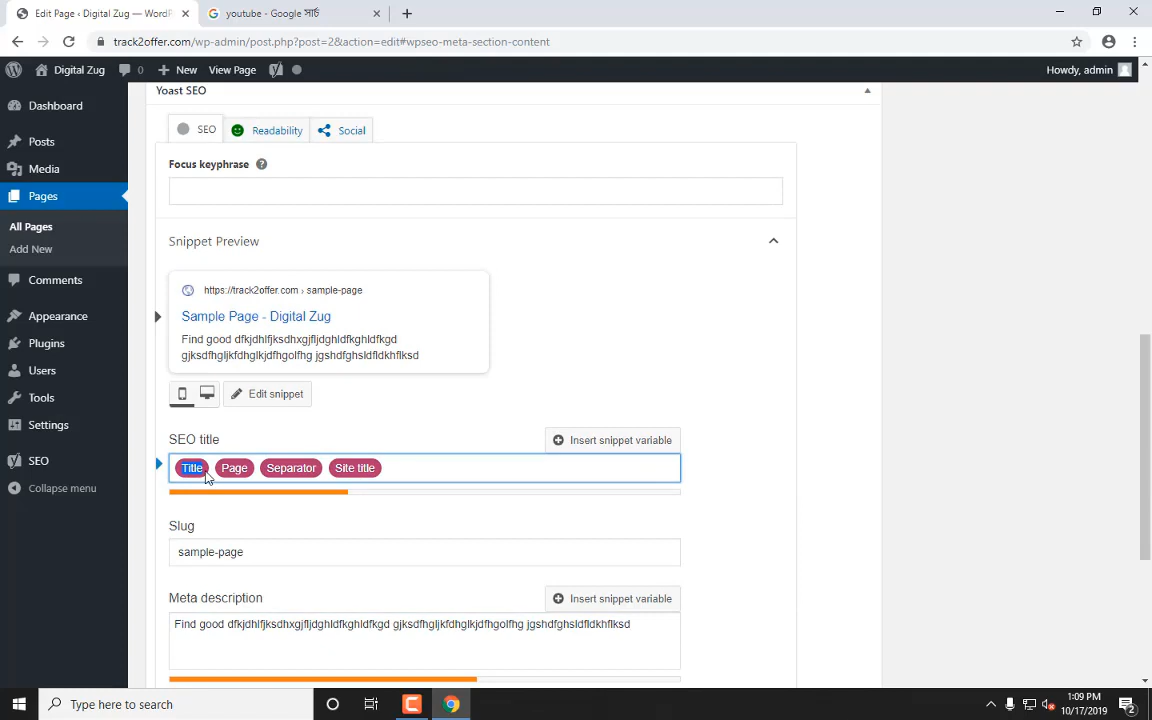 Edit Page ‹ Digital Zug — WordP
youtube - Google সার্চ
track2offer.com/wp-admin/post.php?post=2&action=edit#wpseo-meta-section-content
Digital Zug
0
New
View Page
Howdy, admin
Dashboard
Posts
Media
Pages
All Pages
Add New
Comments
Appearance
Plugins
Users
Tools
Settings
SEO
Collapse menu
Yoast SEO
SEO
Readability
Social
Focus keyphrase
Snippet Preview
https://track2offer.com › sample-page
Sample Page - Digital Zug
Find good dfkjdhlfjksdhxgjfljdghldfkghldfkgd
gjksdfhgljkfdhglkjdfhgolfhg jgshdfghsldfldkhflksd
Edit snippet
SEO title
Insert snippet variable
Title Page Separator Site title
Slug
sample-page
Meta description
Insert snippet variable
Find good dfkjdhlfjksdhxgjfljdghldfkghldfkgd gjksdfhgljkfdhglkjdfhgolfhg jgshdfghsldfldkhflksd
Type here to search
1:09 PM
10/17/2019
2